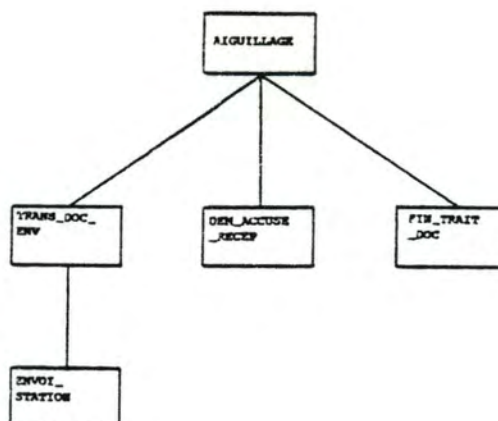 AIGUILLAGE
TRANS_DOC_
ENV
DEM_ACCUSE
_RECEP
FIN_TRAIT
_DOC
ENVOI_
STATION